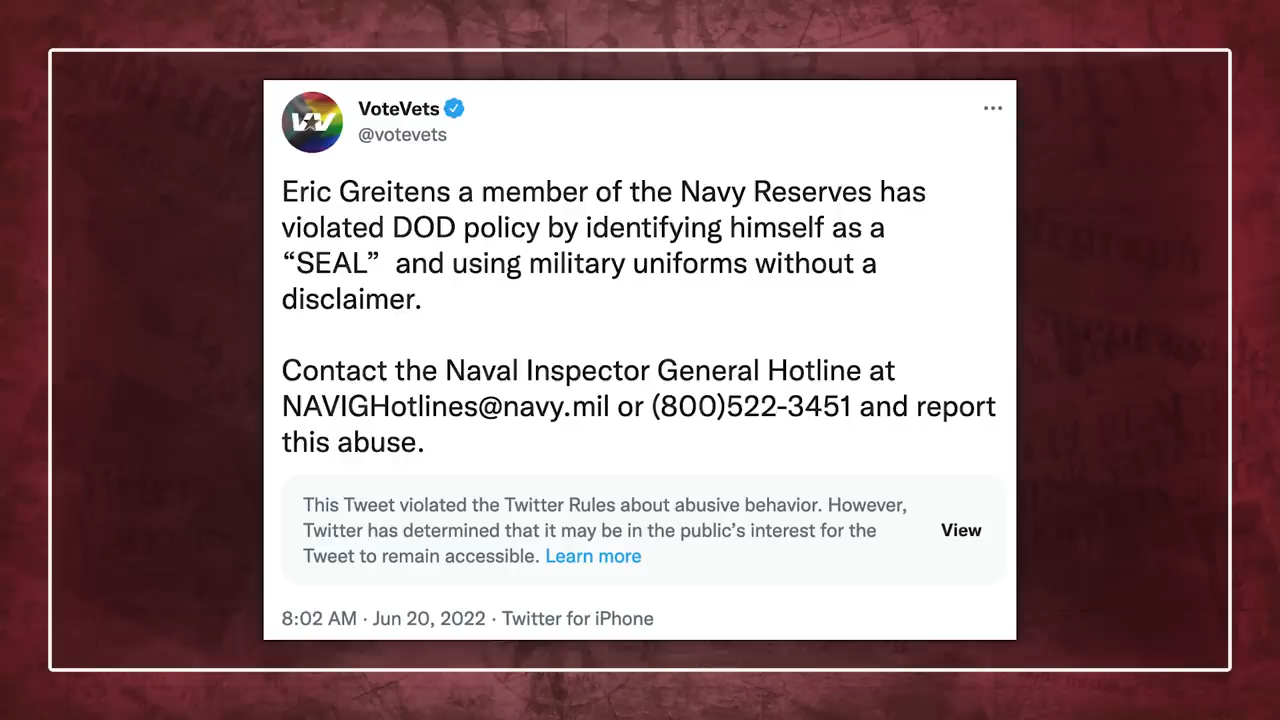 VoteVets
@votevets
Eric Greitens a member of the Navy Reserves has
violated DOD policy by identifying himself as a
“SEAL”  and using military uniforms without a
disclaimer.
Contact the Naval Inspector General Hotline at
NAVIGHotlines@navy.mil or (800)522-3451 and report
this abuse.
This Tweet violated the Twitter Rules about abusive behavior. However,
Twitter has determined that it may be in the public’s interest for the
Tweet to remain accessible. Learn more
View
8:02 AM · Jun 20, 2022 · Twitter for iPhone